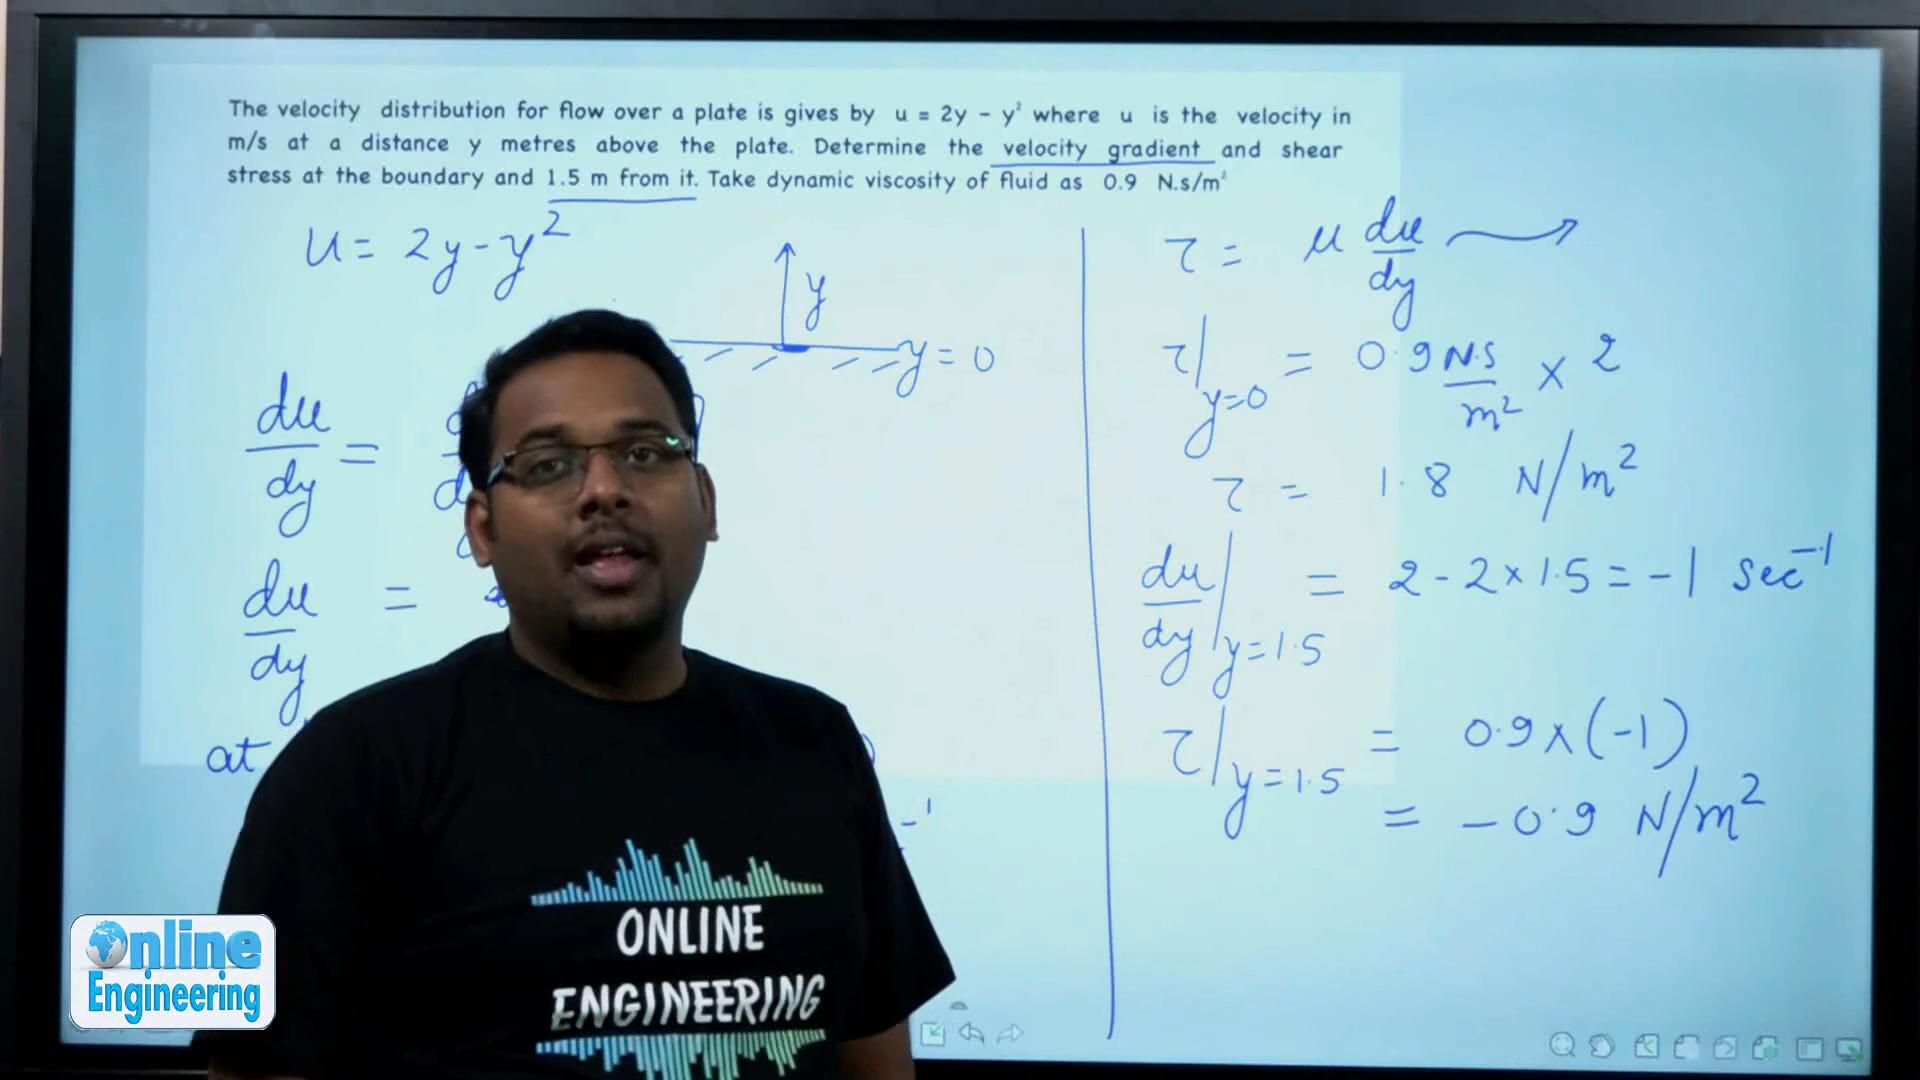 The velocity distribution for flow over a plate is gives by u = 2y - y² where u is the velocity in
m/s at a distance y metres above the plate. Determine the velocity gradient and shear
stress at the boundary and 1.5 m from it. Take dynamic viscosity of fluid as 0.9 N.s/m²
u = 2y - y²
y
y = 0
du/dy =
du/dy =
at
-1
τ = μ du/dy
τ|y=0 = 0.9 N.S/m² × 2
τ = 1.8 N/m²
du/dy|y=1.5 = 2 - 2 × 1.5 = -1 sec⁻¹
τ|y=1.5 = 0.9 × (-1)
= -0.9 N/m²
ONLINE
ENGINEERING
Online
Engineering